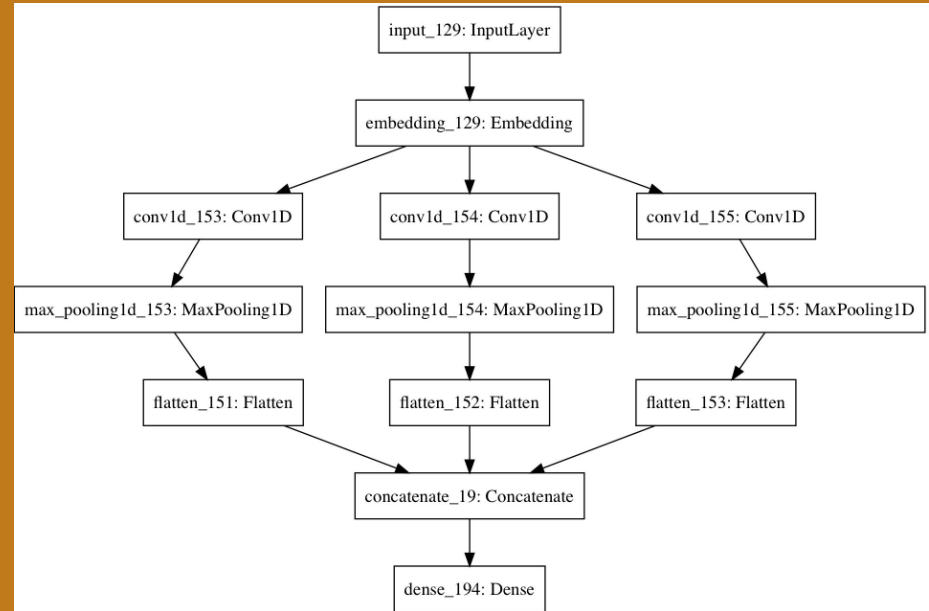 input_129: InputLayer
embedding_129: Embedding
conv1d_153: Conv1D
conv1d_154: Conv1D
conv1d_155: Conv1D
max_pooling1d_153: MaxPooling1D
max_pooling1d_154: MaxPooling1D
max_pooling1d_155: MaxPooling1D
flatten_151: Flatten
flatten_152: Flatten
flatten_153: Flatten
concatenate_19: Concatenate
dense_194: Dense